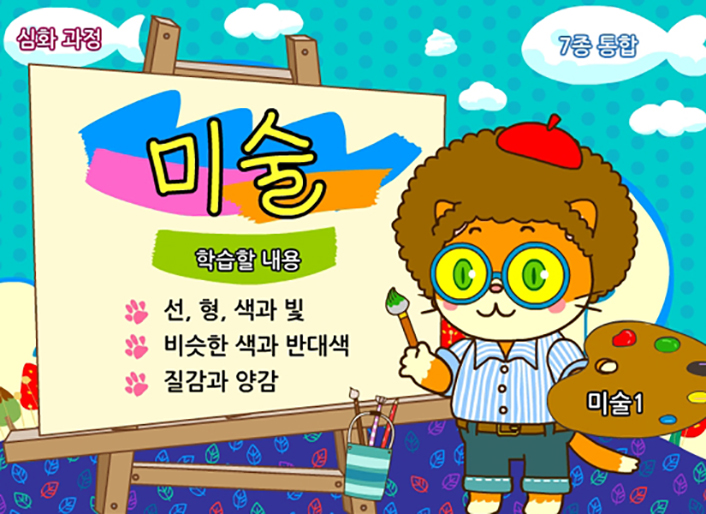 심화 과정
7종 통합
미술
학습할 내용
선, 형, 색과 빛
비슷한 색과 반대색
질감과 양감
미술1